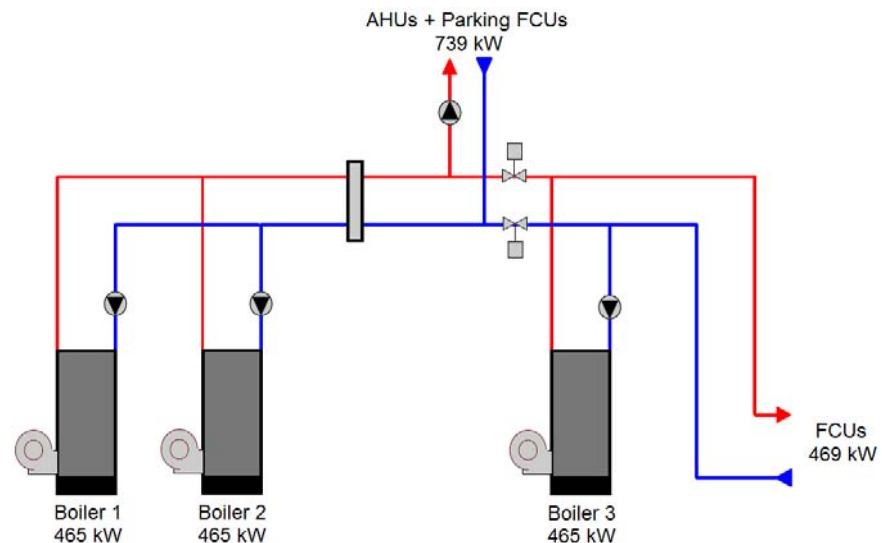 AHUs + Parking FCUs
739 kW
FCUs
469 kW
Boiler 1
465 kW
Boiler 2
465 kW
Boiler 3
465 kW